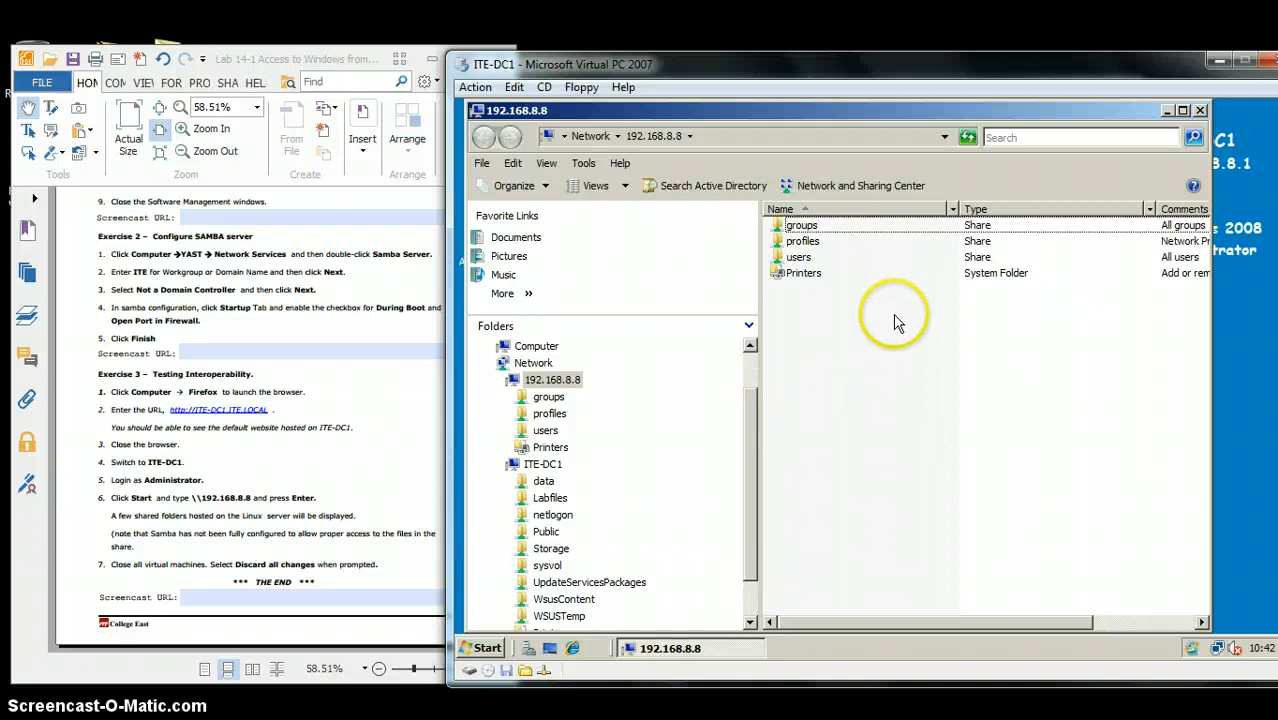 Lab 14-1 Access to Windows from...
FILE HON CON VIEW FOR PRO SHA HEL Find
58.51%
Actual Size
Zoom In
Zoom Out
From File
Insert
Arrange
Tools Zoom Create Arrange
9. Close the Software Management windows.
Screencast URL:
Exercise 2 – Configure SAMBA server
1. Click Computer →YAST → Network Services and then double-click Samba Server.
2. Enter ITE for Workgroup or Domain Name and then click Next.
3. Select Not a Domain Controller and then click Next.
4. In samba configuration, click Startup Tab and enable the checkbox for During Boot and
Open Port in Firewall.
5. Click Finish
Screencast URL:
Exercise 3 – Testing Interoperability.
1. Click Computer → Firefox to launch the browser.
2. Enter the URL, http://ITE-DC1.ITE.LOCAL .
You should be able to see the default website hosted on ITE-DC1.
3. Close the browser.
4. Switch to ITE-DC1.
5. Login as Administrator.
6. Click Start and type \\192.168.8.8 and press Enter.
A few shared folders hosted on the Linux server will be displayed.
(note that Samba has not been fully configured to allow proper access to the files in the
share.
7. Close all virtual machines. Select Discard all changes when prompted.
*** THE END ***
Screencast URL:
College East
58.51%
ITE-DC1 - Microsoft Virtual PC 2007
Action Edit CD Floppy Help
192.168.8.8
Network 192.168.8.8 Search
File Edit View Tools Help
Organize Views Search Active Directory Network and Sharing Center
Favorite Links
Documents
Pictures
Music
More »
Folders
Computer
Network
192.168.8.8
groups
profiles
users
Printers
ITE-DC1
data
Labfiles
netlogon
Public
Storage
sysvol
UpdateServicesPackages
WsusContent
WSUSTemp
Name Type Comments
groups Share All groups
profiles Share Network Pr
users Share All users
Printers System Folder Add or rem
C1
3.8.1
s 2008
trator
Start 192.168.8.8 10:42
Screencast-O-Matic.com